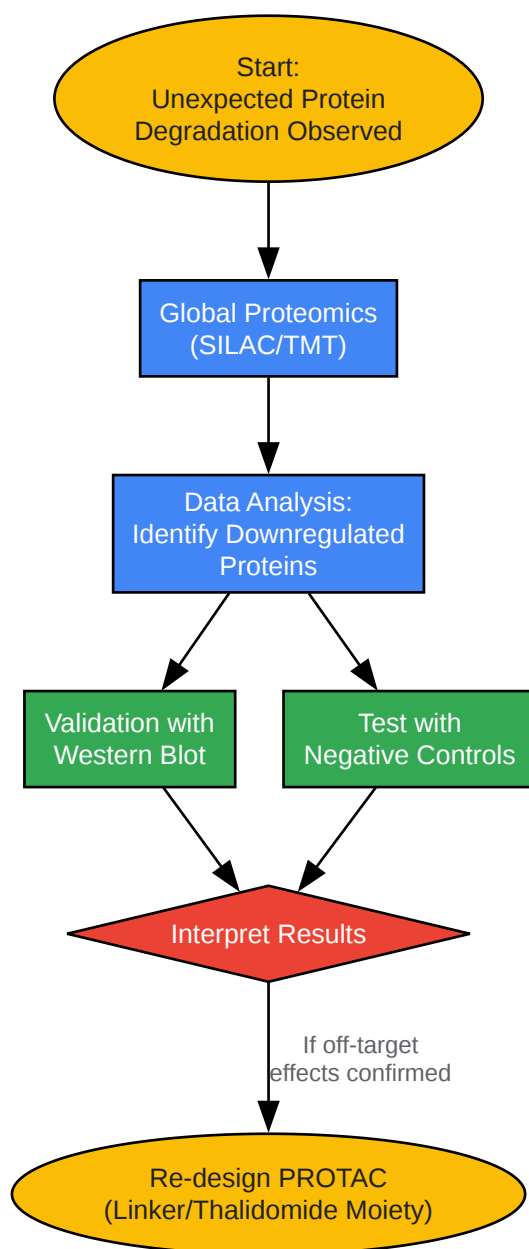 Start:
Unexpected Protein
Degradation Observed
Global Proteomics
(SILAC/TMT)
Data Analysis:
Identify Downregulated
Proteins
Validation with
Western Blot
Test with
Negative Controls
Interpret Results
If off-target
effects confirmed
Re-design PROTAC
(Linker/Thalidomide Moiety)